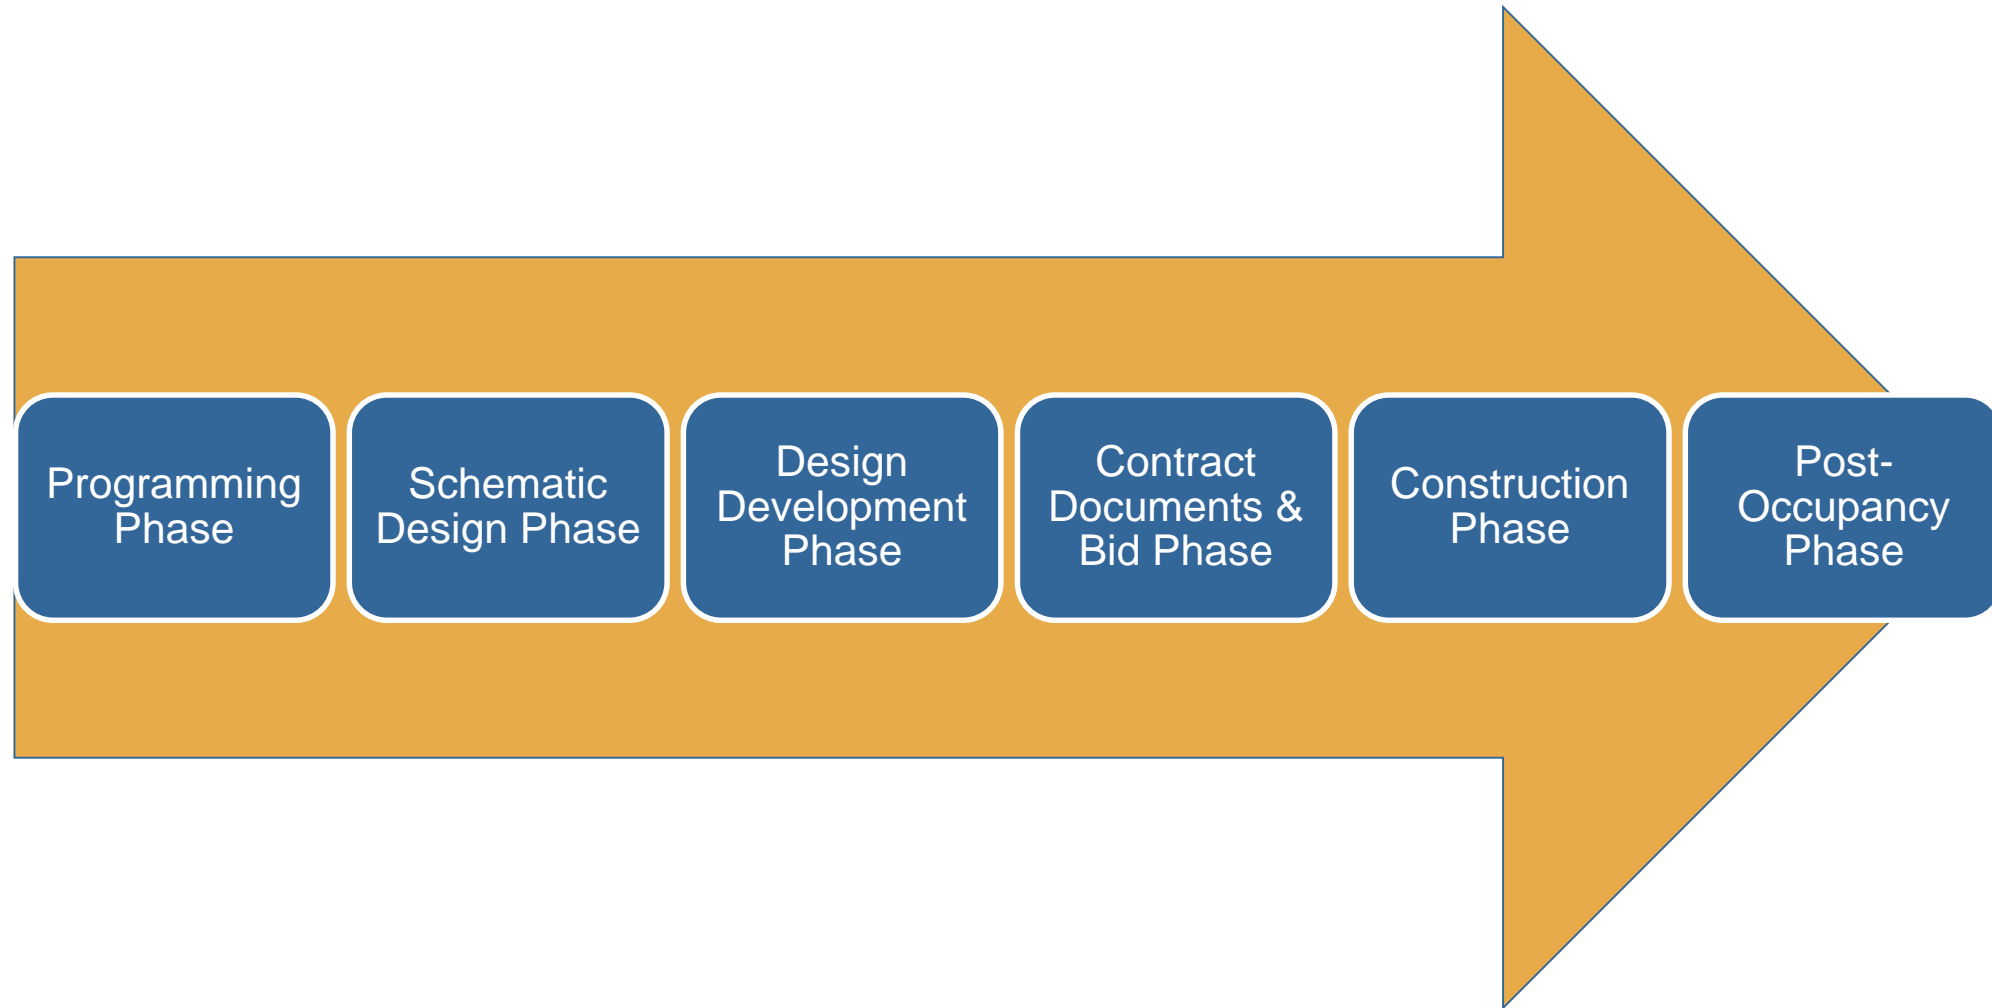 Programming
Phase
Schematic
Design Phase
Design
Development
Phase
Contract
Documents &
Bid Phase
Construction
Phase
Post-
Occupancy
Phase